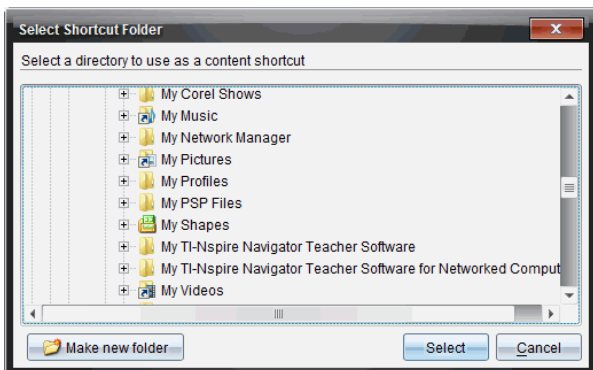 Select Shortcut Folder
Select a directory to use as a content shortcut
My Corel Shows
My Music
My Network Manager
My Pictures
My Profiles
My PSP Files
My Shapes
My TI-Nspire Navigator Teacher Software
My TI-Nspire Navigator Teacher Software for Networked Comput
My Videos
Make new folder Select Cancel